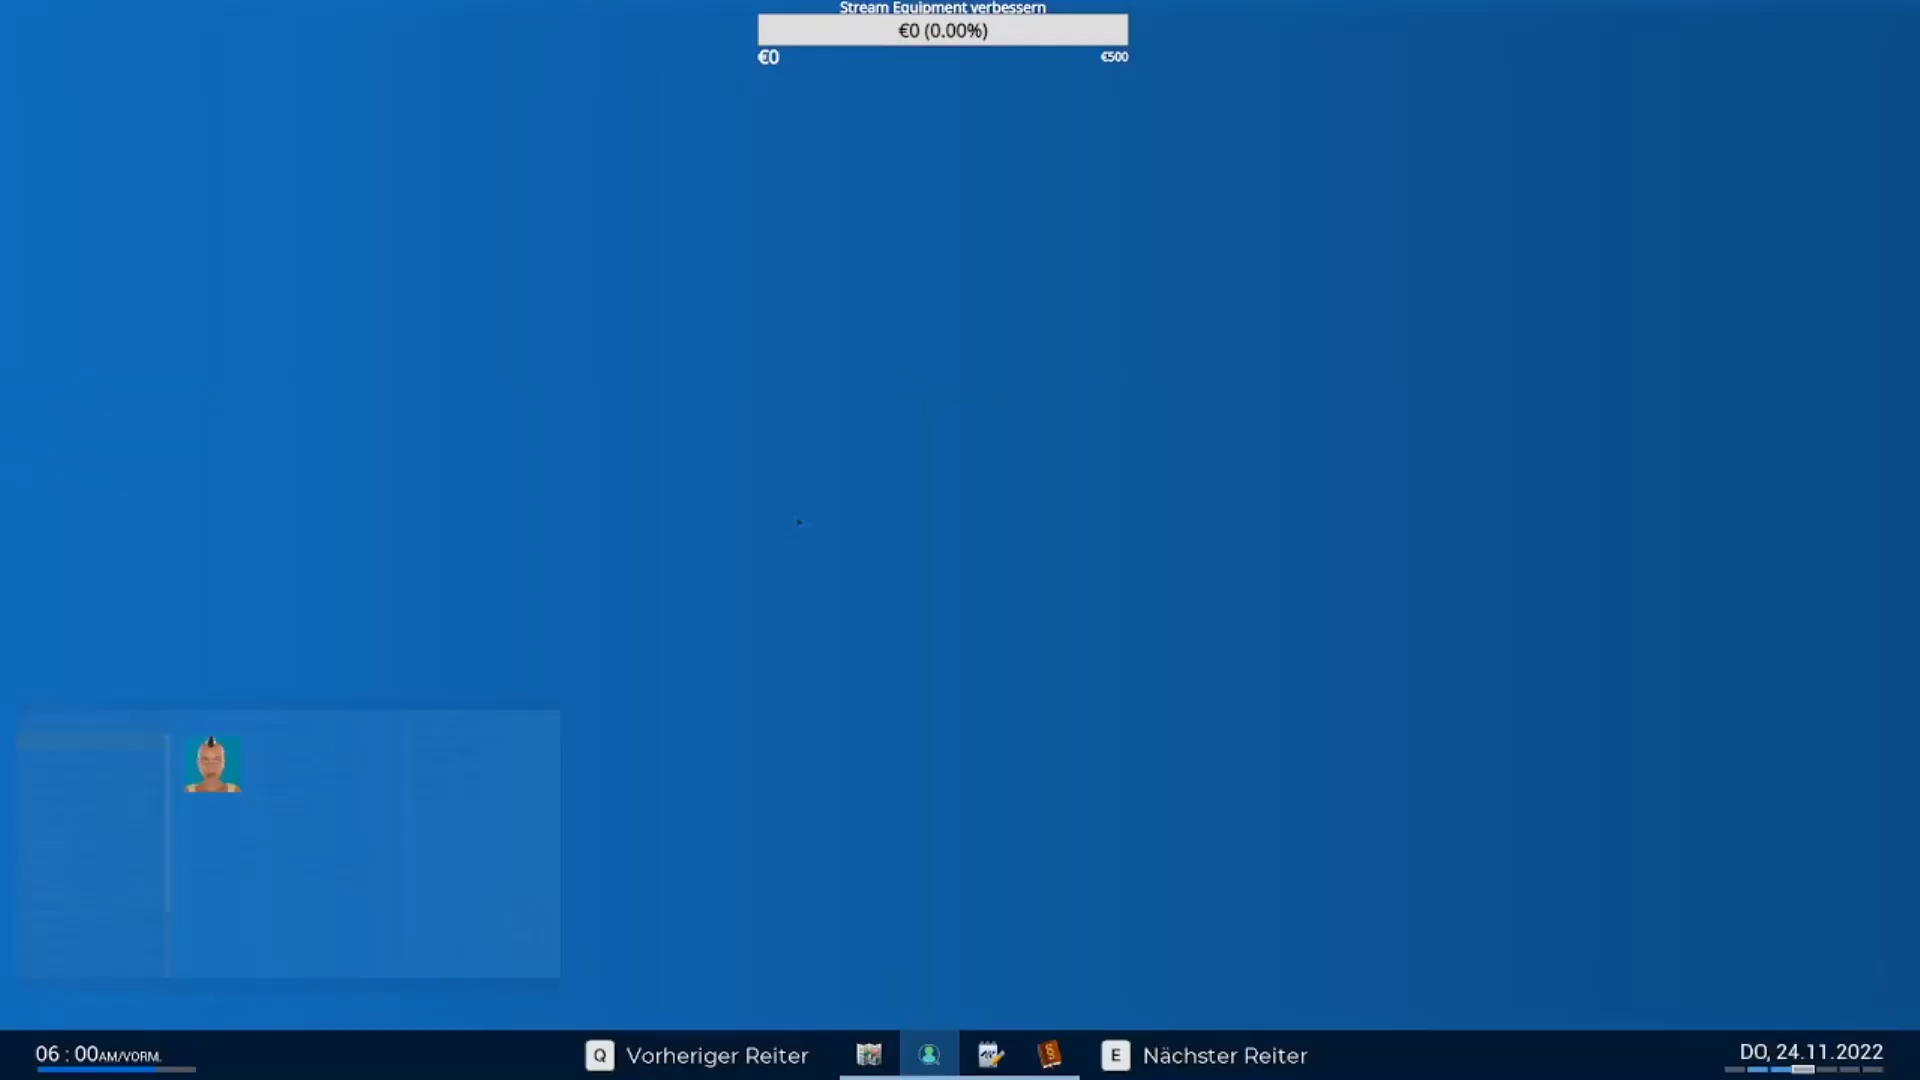 Stream Equipment verbessern
€0 (0.00%)
€0 €500
06 : 00AM/VORM.
Q Vorheriger Reiter
E Nächster Reiter
DO, 24.11.2022